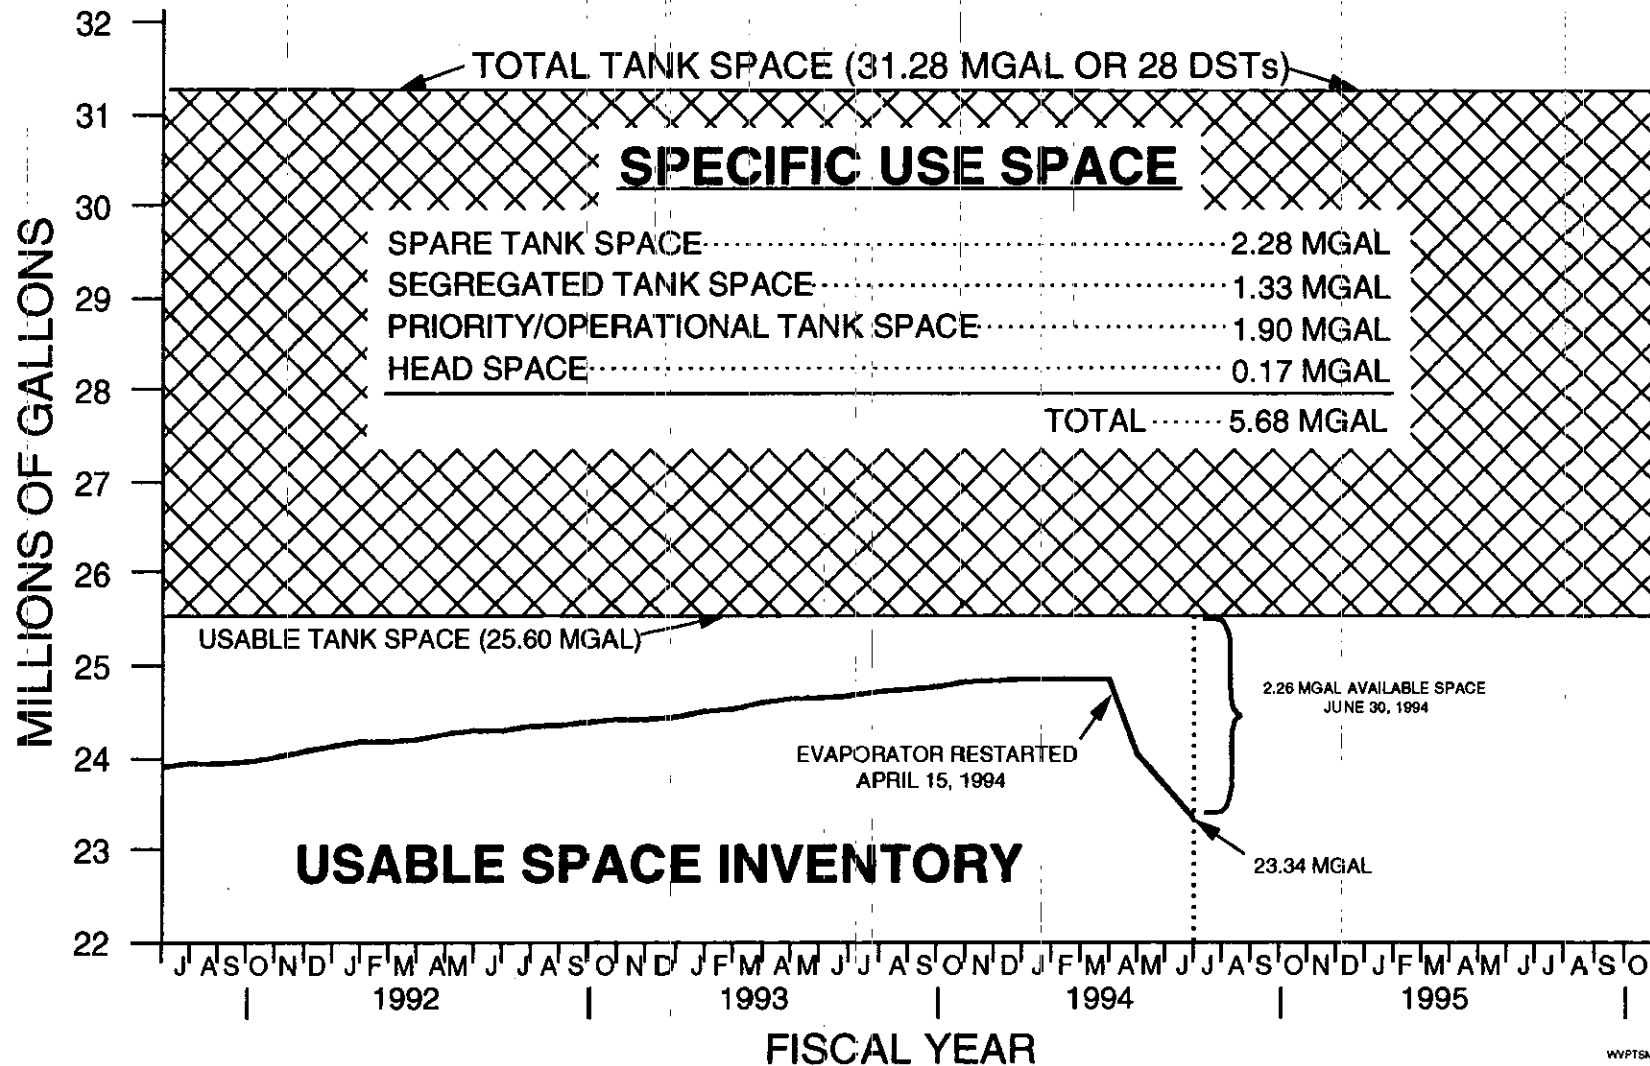 32
31
30
29
28
27
26
25
24
23
22
MILLIONS OF GALLONS
TOTAL TANK SPACE (31.28 MGAL OR 28 DSTs)
SPECIFIC USE SPACE
SPARE TANK SPACE 2.28 MGAL
SEGREGATED TANK SPACE 1.33 MGAL
PRIORITY/OPERATIONAL TANK SPACE 1.90 MGAL
HEAD SPACE 0.17 MGAL
TOTAL 5.68 MGAL
USABLE TANK SPACE (25.60 MGAL)
2.26 MGAL AVAILABLE SPACE
JUNE 30, 1994
EVAPORATOR RESTARTED
APRIL 15, 1994
USABLE SPACE INVENTORY
23.34 MGAL
J A S O N D J F M A M J J A S O N D J F M A M J J A S O N D J F M A M J J A S O N D J F M A M J J A S O
1992 1993 1994 1995
FISCAL YEAR